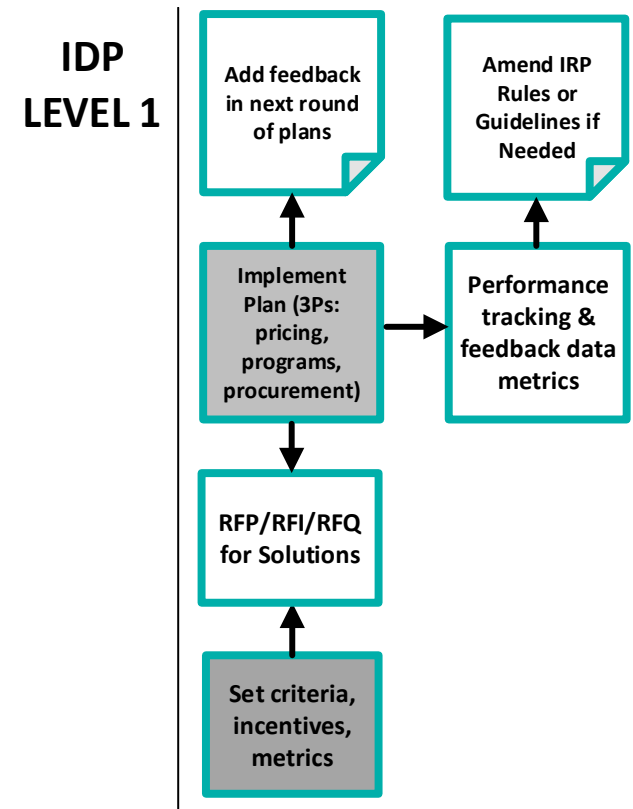 IDP
LEVEL 1
Add feedback
in next round
of plans
Amend IRP
Rules or
Guidelines if
Needed
Implement
Plan (3Ps:
pricing,
programs,
procurement)
Performance
tracking &
feedback data
metrics
RFP/RFI/RFQ
for Solutions
Set criteria,
incentives,
metrics